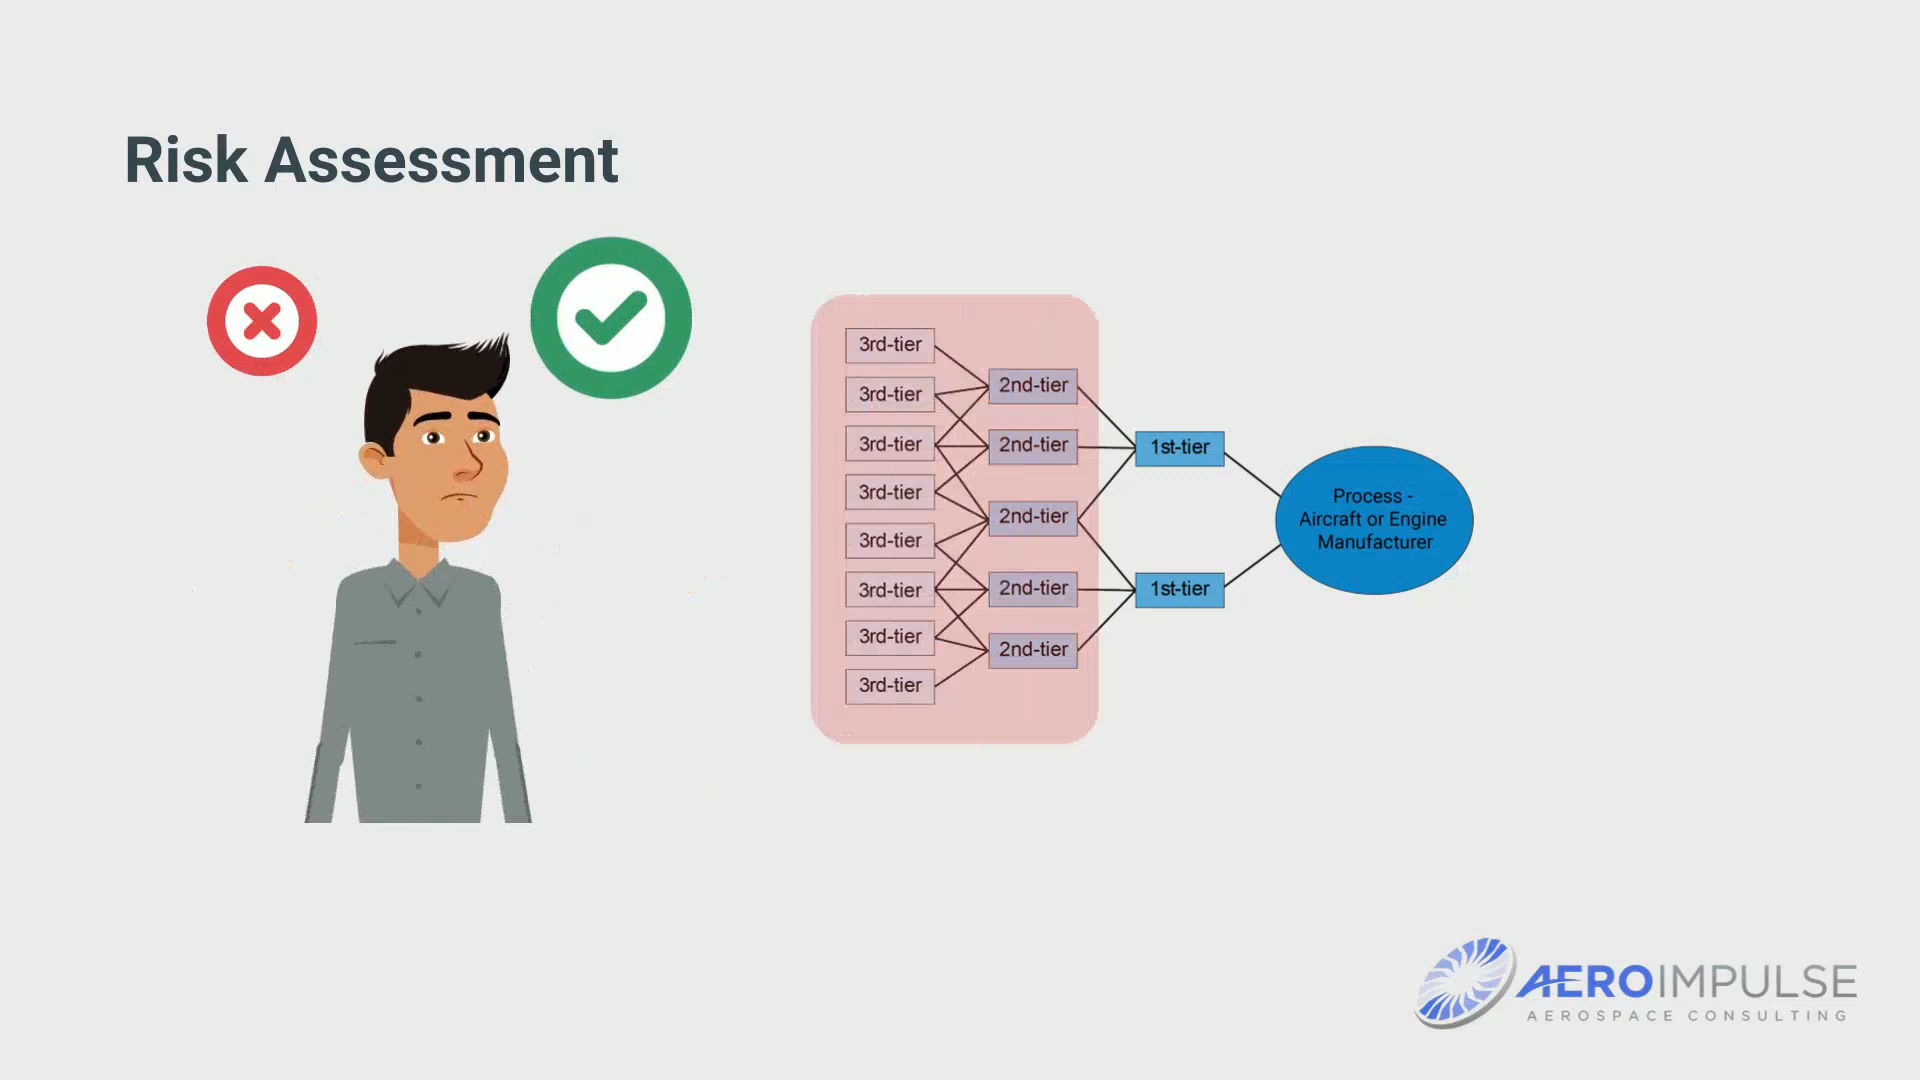 Risk Assessment
3rd-tier
3rd-tier
3rd-tier
3rd-tier
3rd-tier
3rd-tier
3rd-tier
3rd-tier
2nd-tier
2nd-tier
2nd-tier
2nd-tier
2nd-tier
1st-tier
1st-tier
Process -
Aircraft or Engine
Manufacturer
AEROIMPULSE
AEROSPACE CONSULTING